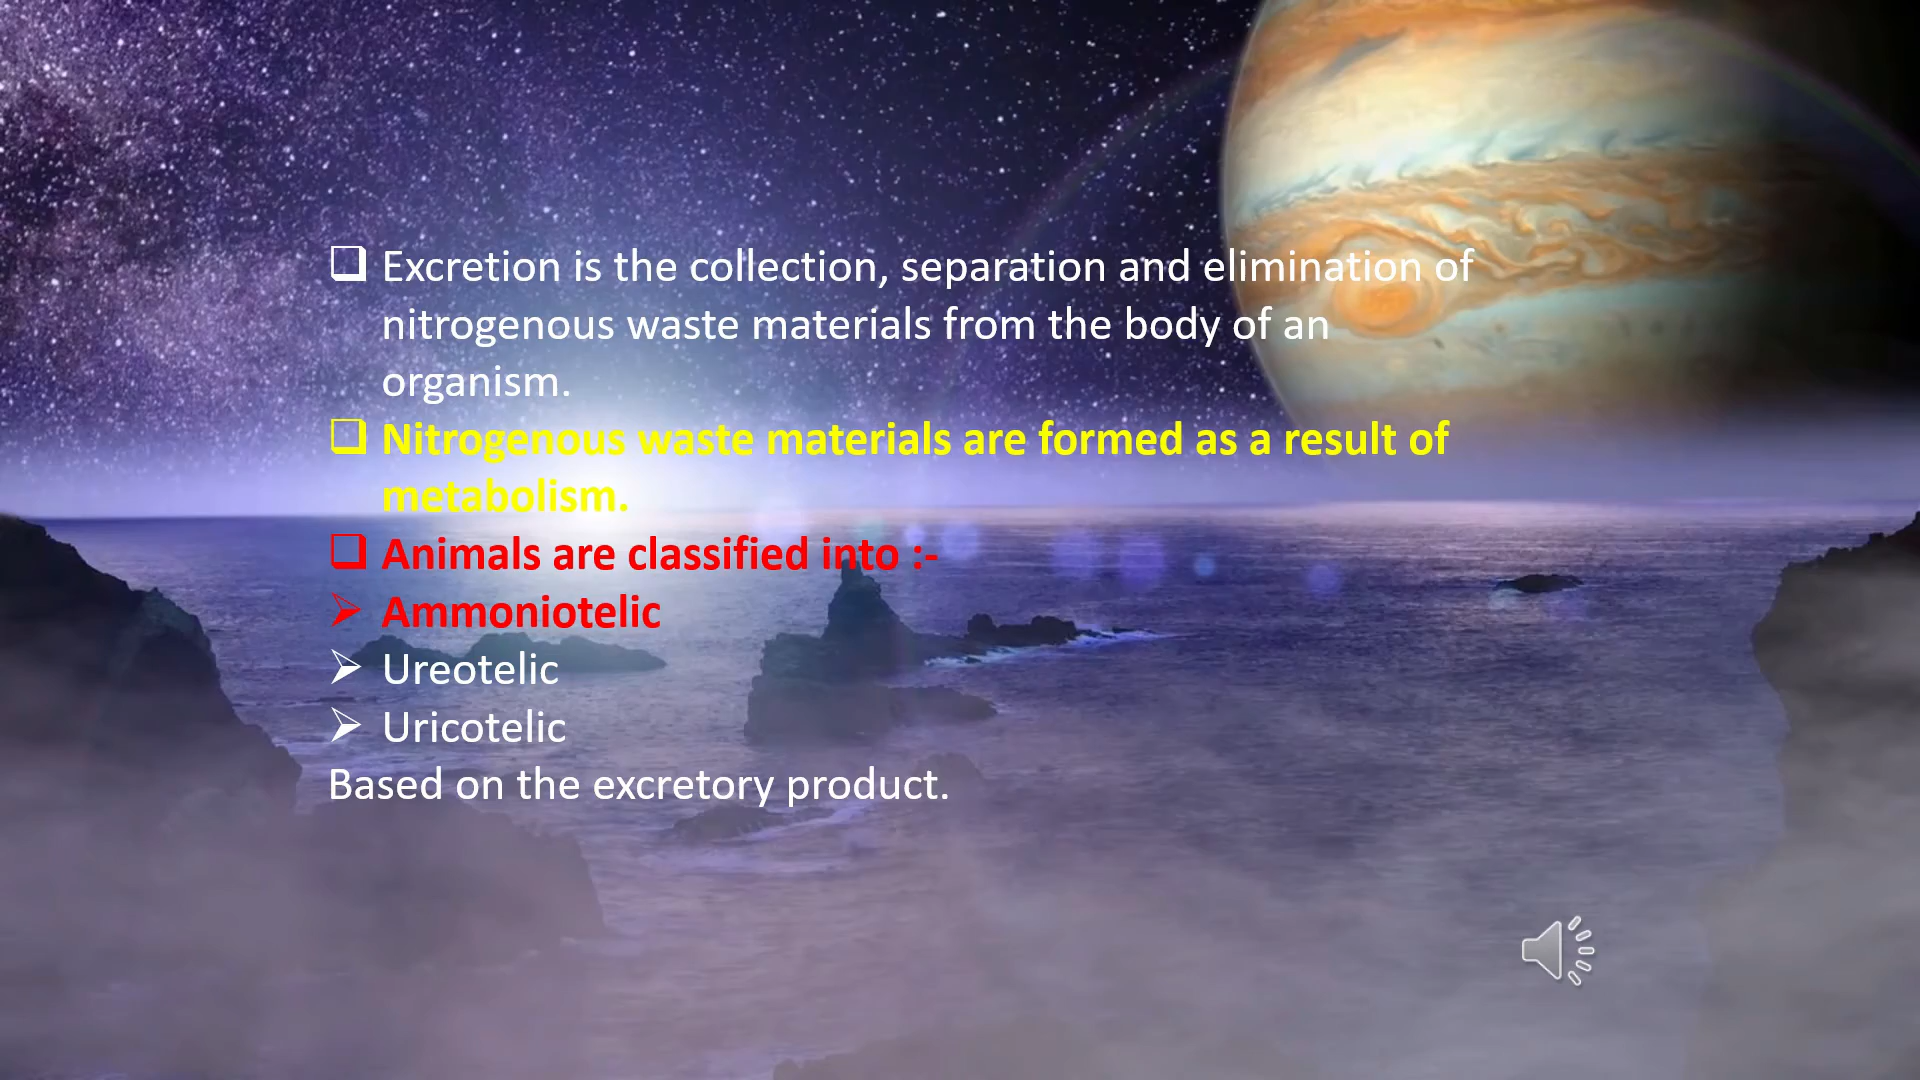 Excretion is the collection, separation and elimination of
nitrogenous waste materials from the body of an
organism.
Nitrogenous waste materials are formed as a result of
metabolism.
Animals are classified into :-
Ammoniotelic
Ureotelic
Uricotelic
Based on the excretory product.